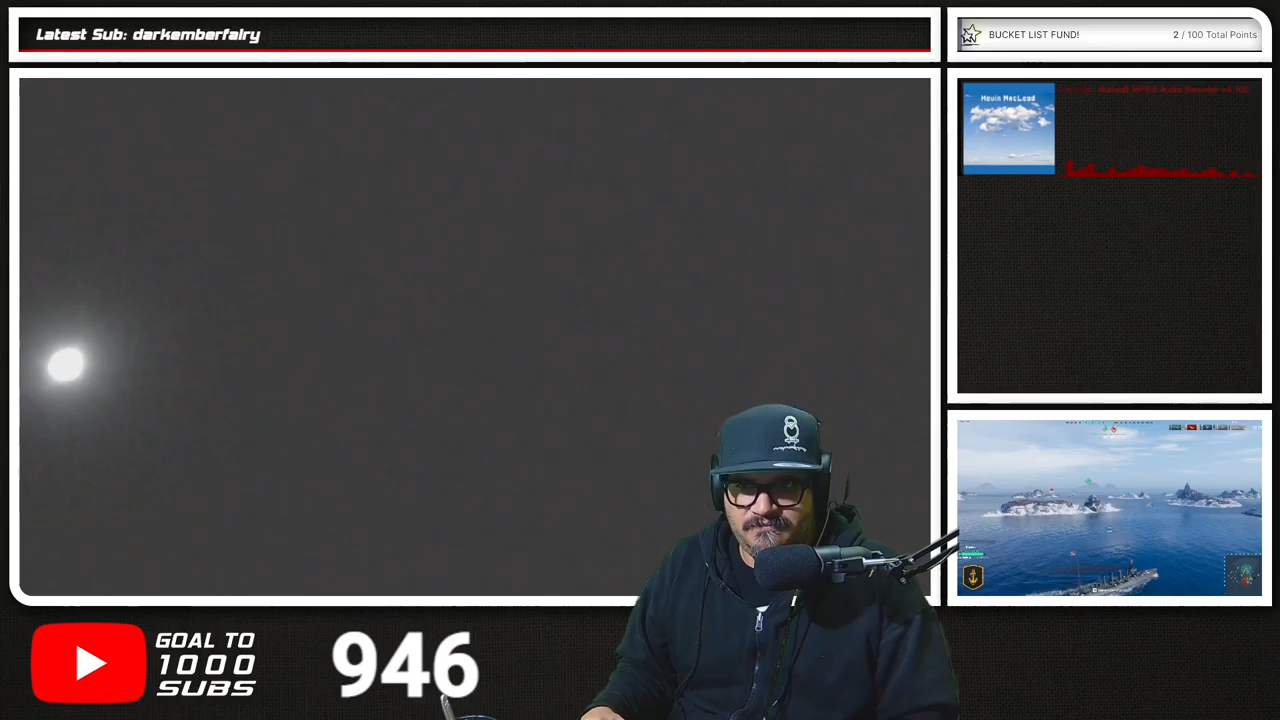 Latest Sub: darkemberfairy
BUCKET LIST FUND!
2 / 100 Total Points
Kevin MacLeod
GOAL TO
1000
SUBS
946